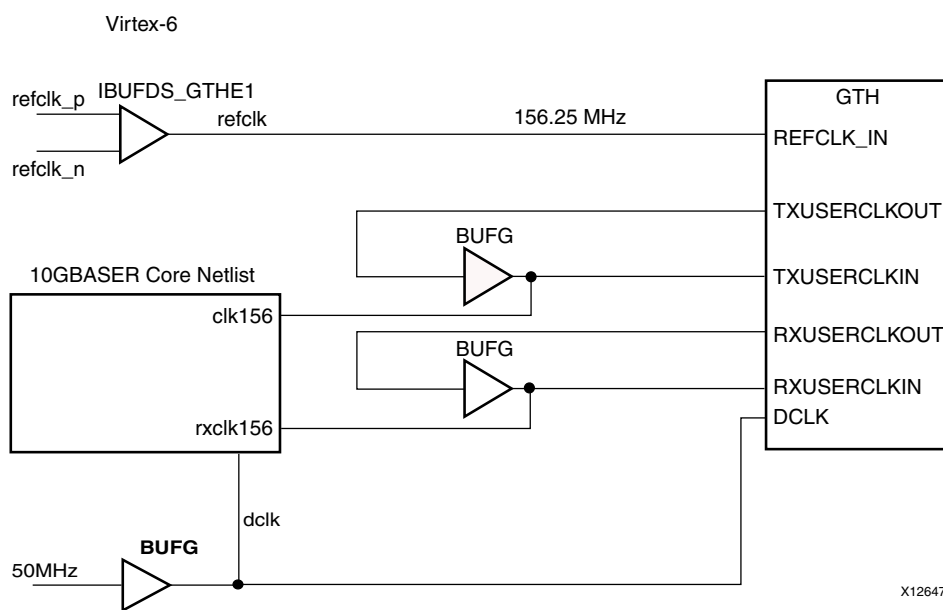 Virtex-6
IBUFDS_GTHE1
refclk_p
refclk_n
refclk
156.25 MHz
GTH
REFCLK_IN
TXUSERCLKOUT
BUFG
TXUSERCLKIN
10GBASER Core Netlist
clk156
RXUSERCLKOUT
BUFG
RXUSERCLKIN
DCLK
rxclk156
dclk
BUFG
50MHz
X12647